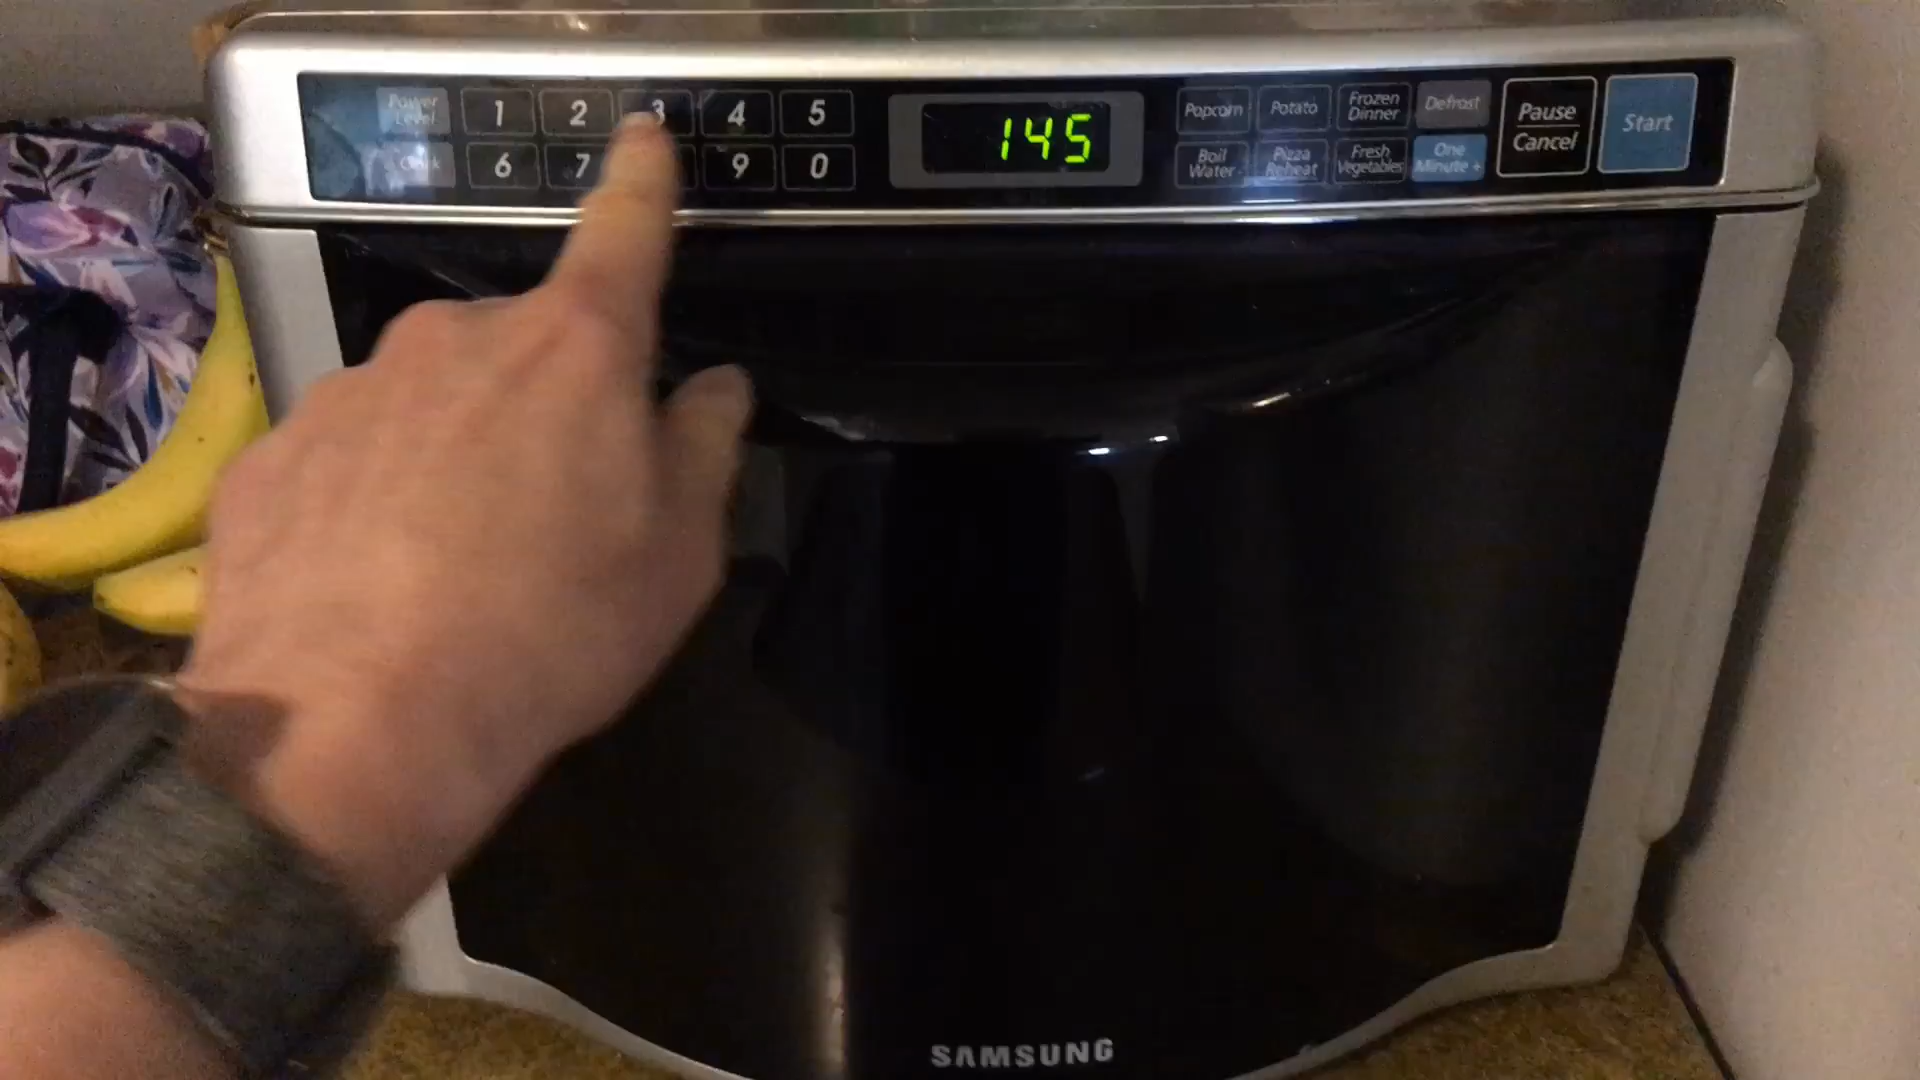 Power Level
1 2 3 4 5
145
Popcorn Potato Frozen Dinner Defrost
Pause
Cancel
Start
Clock
6 7 9 0
Boil Water Pizza Reheat Fresh Vegetables One Minute +
SAMSUNG